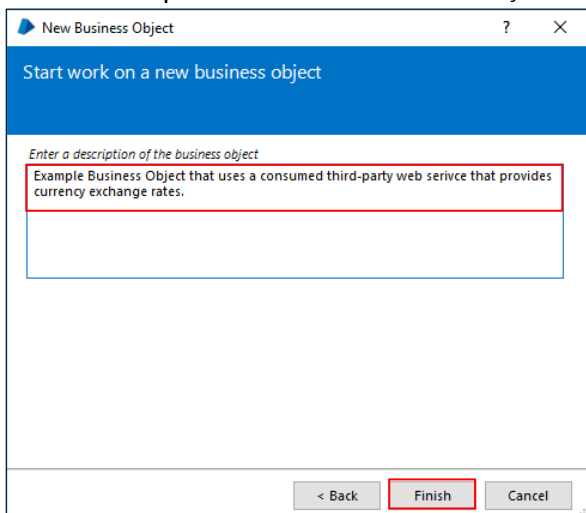 New Business Object ?
Start work on a new business object
Enter a description of the business object
Example Business Object that uses a consumed third-party web serivce that provides
currency exchange rates.
< Back Finish Cancel